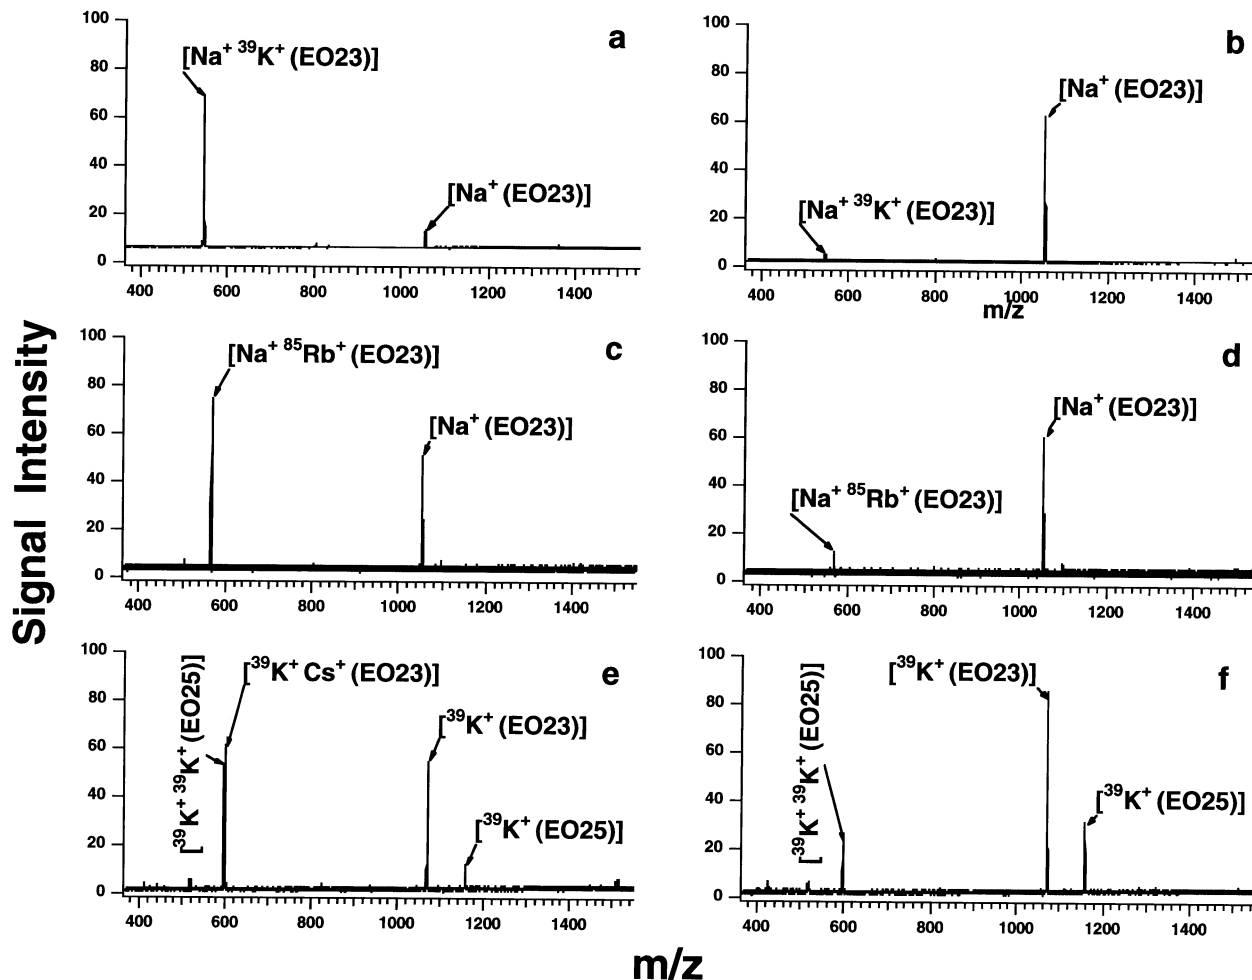 a
[Na⁺ ³⁹K⁺ (EO23)]
[Na⁺ (EO23)]
100
80
60
40
20
0
400 600 800 1000 1200 1400
b
[Na⁺ (EO23)]
[Na⁺ ³⁹K⁺ (EO23)]
100
80
60
40
20
0
400 600 800 1000 1200 1400
m/z
c
[Na⁺ ⁸⁵Rb⁺ (EO23)]
[Na⁺ (EO23)]
100
80
60
40
20
0
400 600 800 1000 1200 1400
d
[Na⁺ (EO23)]
[Na⁺ ⁸⁵Rb⁺ (EO23)]
100
80
60
40
20
0
400 600 800 1000 1200 1400
e
[³⁹K⁺ ³⁹K⁺ (EO25)]
[³⁹K⁺ Cs⁺ (EO23)]
[³⁹K⁺ (EO23)]
[³⁹K⁺ (EO25)]
100
80
60
40
20
0
400 600 800 1000 1200 1400
f
[³⁹K⁺ ³⁹K⁺ (EO25)]
[³⁹K⁺ (EO23)]
[³⁹K⁺ (EO25)]
100
80
60
40
20
0
400 600 800 1000 1200 1400
Signal Intensity
m/z